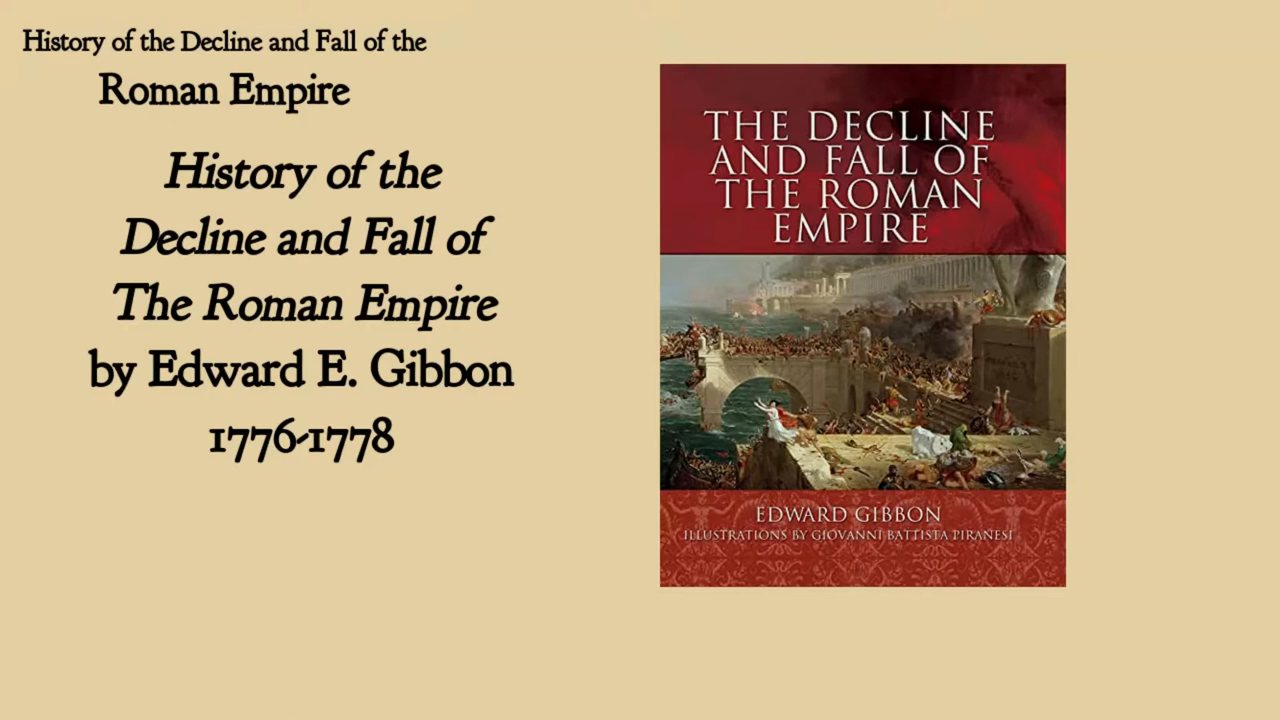 History of the Decline and Fall of the
Roman Empire
History of the
Decline and Fall of
The Roman Empire
by Edward E. Gibbon
1776-1778
THE DECLINE
AND FALL OF
THE ROMAN
EMPIRE
EDWARD GIBBON
ILLUSTRATIONS BY GIOVANNI BATTISTA PIRANESI